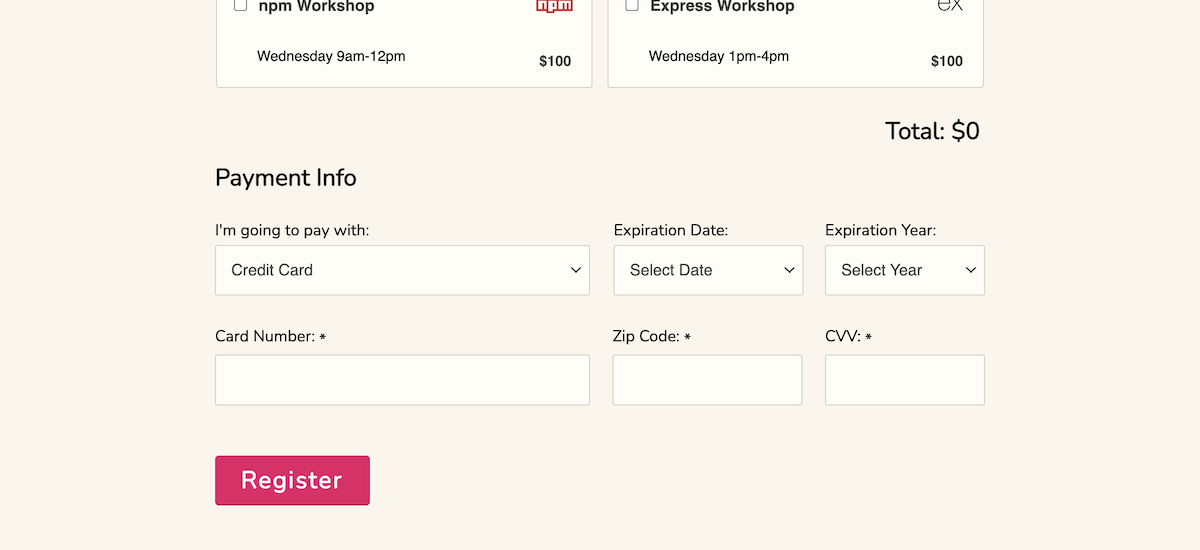 npm Workshop
npm
Express Workshop
ex
Wednesday 9am-12pm
$100
Wednesday 1pm-4pm
$100
Total: $0
Payment Info
I'm going to pay with:
Expiration Date:
Expiration Year:
Credit Card
Select Date
Select Year
Card Number: *
Zip Code: *
CVV: *
Register